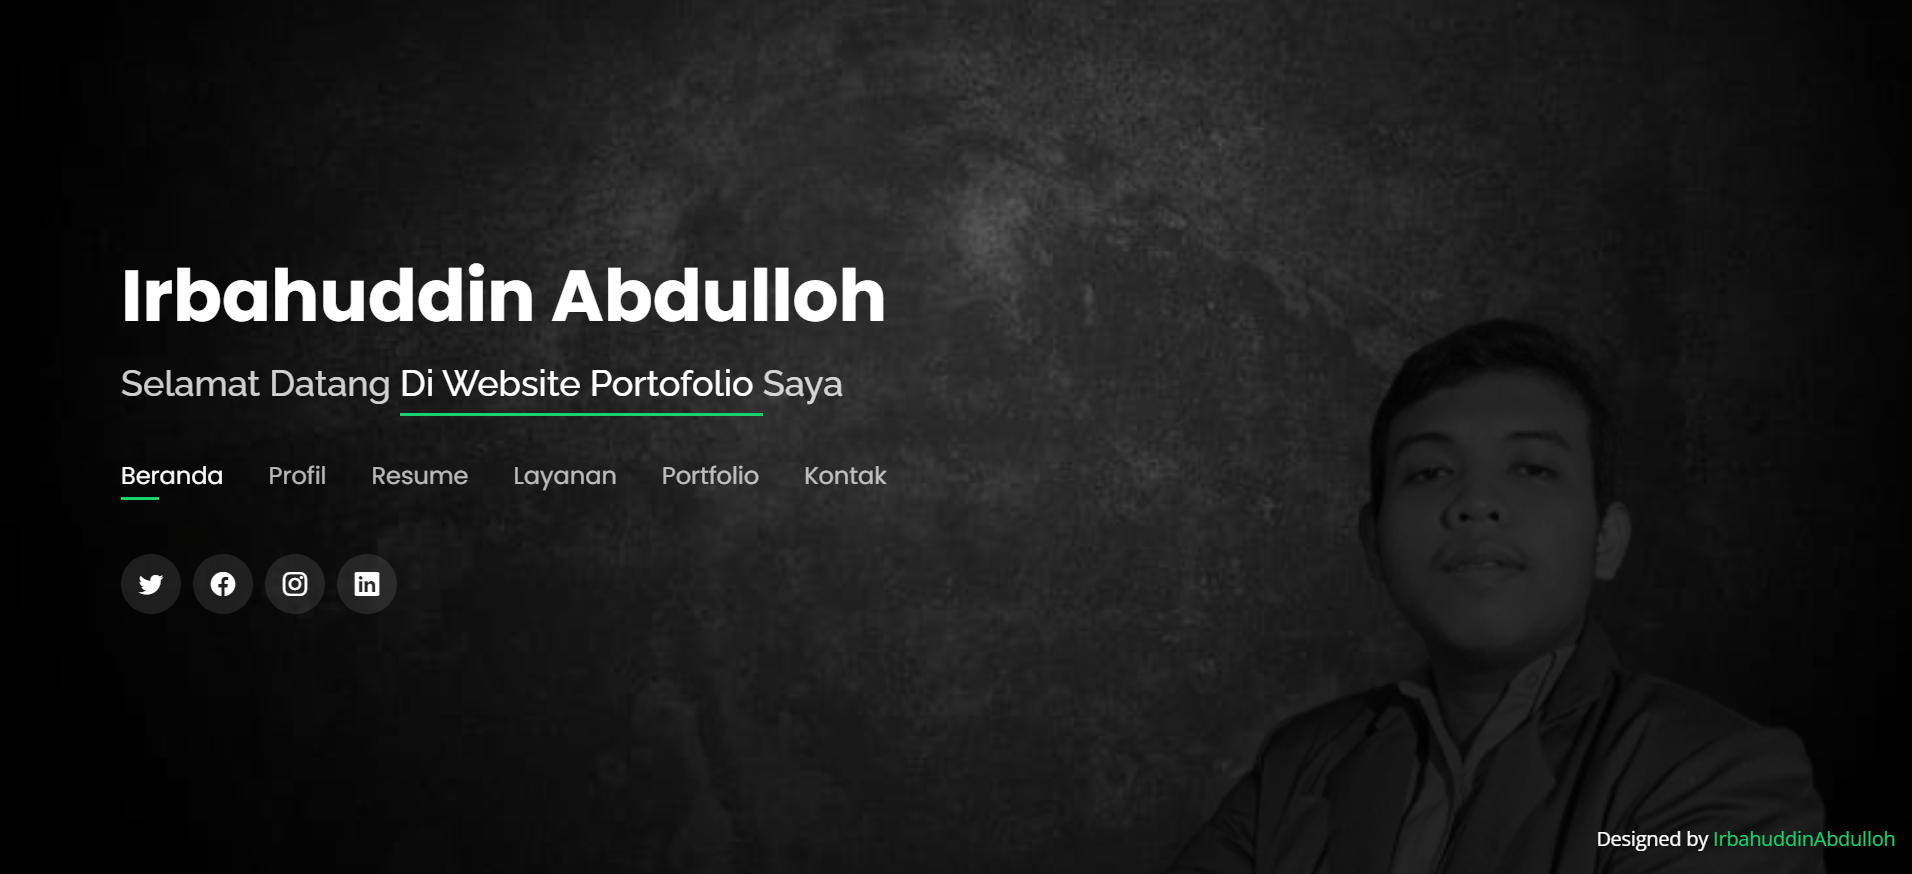 Irbahuddin Abdulloh
Selamat Datang Di Website Portofolio Saya
Beranda Profil Resume Layanan Portfolio Kontak
Designed by IrbahuddinAbdulloh